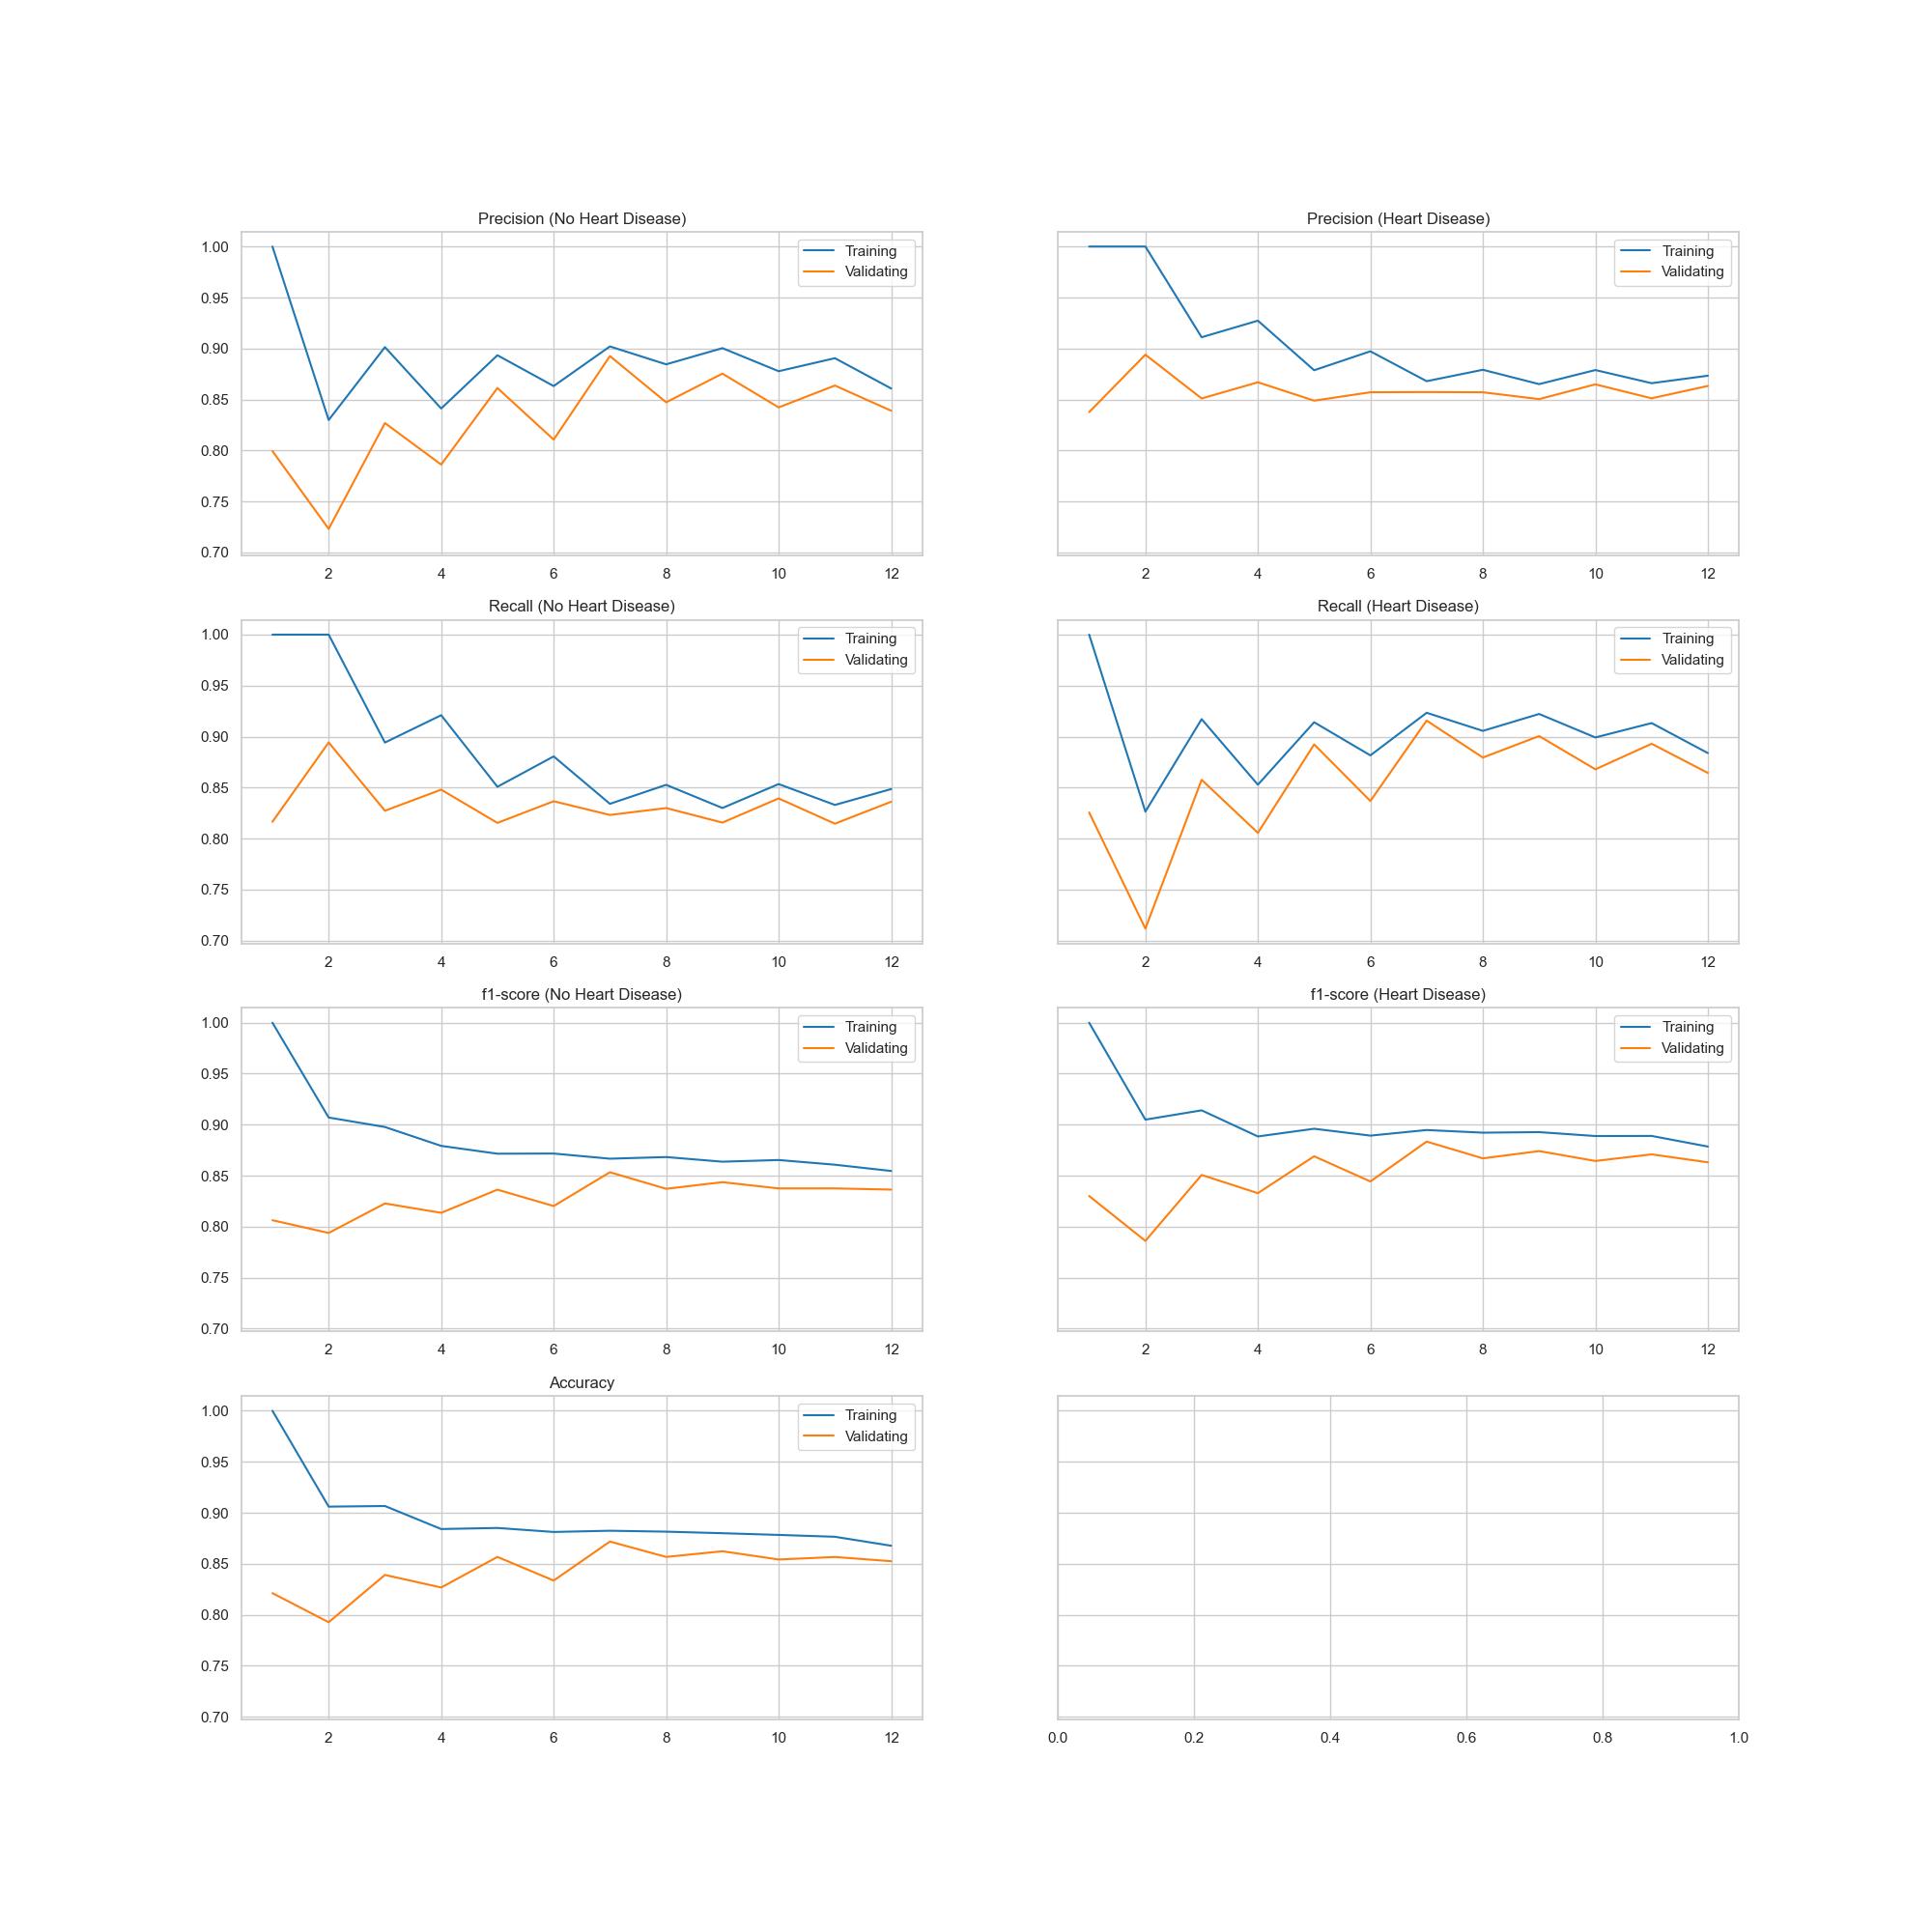 Precision (No Heart Disease)
1.00
0.95
0.90
0.85
0.80
0.75
0.70
2 4 6 8 10 12
Training
Validating
Precision (Heart Disease)
2 4 6 8 10 12
Training
Validating
Recall (No Heart Disease)
1.00
0.95
0.90
0.85
0.80
0.75
0.70
2 4 6 8 10 12
Training
Validating
Recall (Heart Disease)
2 4 6 8 10 12
Training
Validating
f1-score (No Heart Disease)
1.00
0.95
0.90
0.85
0.80
0.75
0.70
2 4 6 8 10 12
Training
Validating
f1-score (Heart Disease)
2 4 6 8 10 12
Training
Validating
Accuracy
1.00
0.95
0.90
0.85
0.80
0.75
0.70
2 4 6 8 10 12
Training
Validating
0.0 0.2 0.4 0.6 0.8 1.0